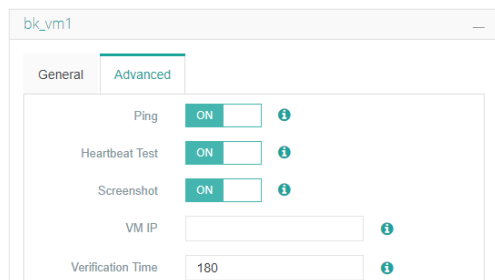 bk_vm1
General Advanced
Ping ON
Heartbeat Test ON
Screenshot ON
VM IP
Verification Time 180